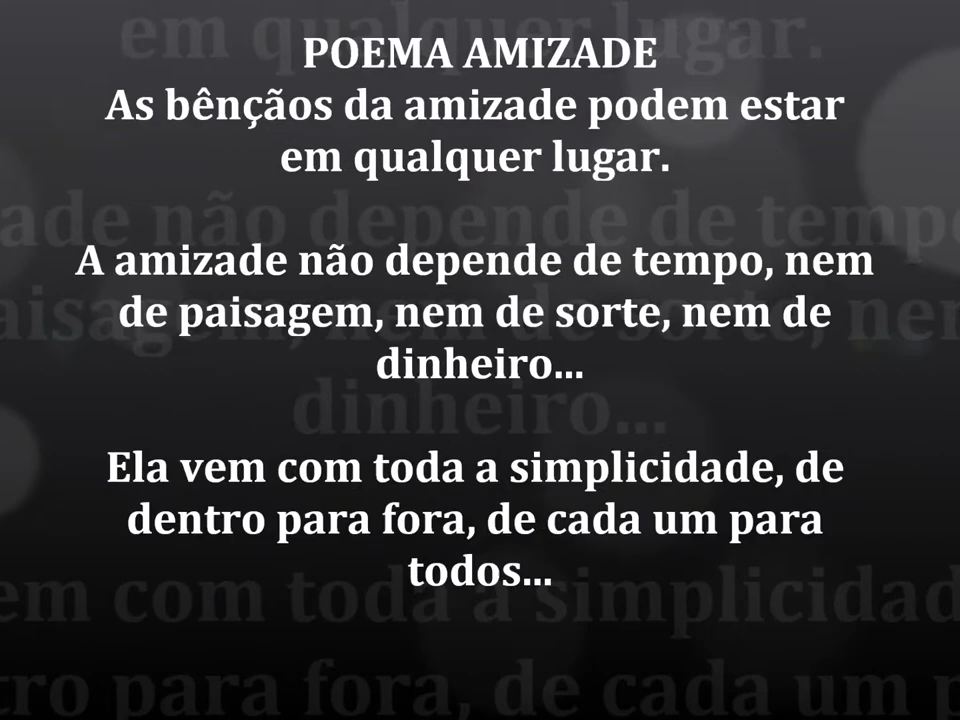 POEMA AMIZADE
As bênçãos da amizade podem estar
em qualquer lugar.
A amizade não depende de tempo, nem
de paisagem, nem de sorte, nem de
dinheiro...
Ela vem com toda a simplicidade, de
dentro para fora, de cada um para
todos...